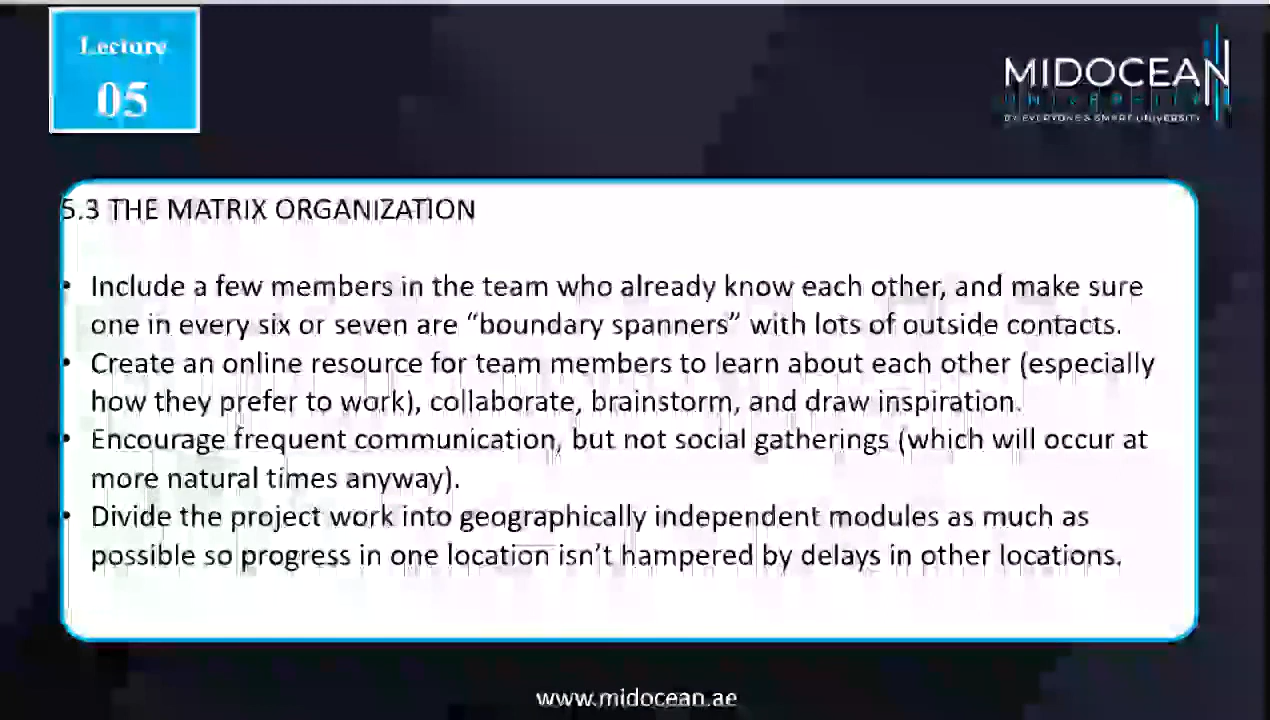 Lecture
05
MIDOCEAN
UNIVERSITY
BY EVERYONE & SMART UNIVERSITY
5.3 THE MATRIX ORGANIZATION
• Include a few members in the team who already know each other, and make sure
one in every six or seven are “boundary spanners” with lots of outside contacts.
• Create an online resource for team members to learn about each other (especially
how they prefer to work), collaborate, brainstorm, and draw inspiration.
• Encourage frequent communication, but not social gatherings (which will occur at
more natural times anyway).
• Divide the project work into geographically independent modules as much as
possible so progress in one location isn’t hampered by delays in other locations.
www.midocean.ae